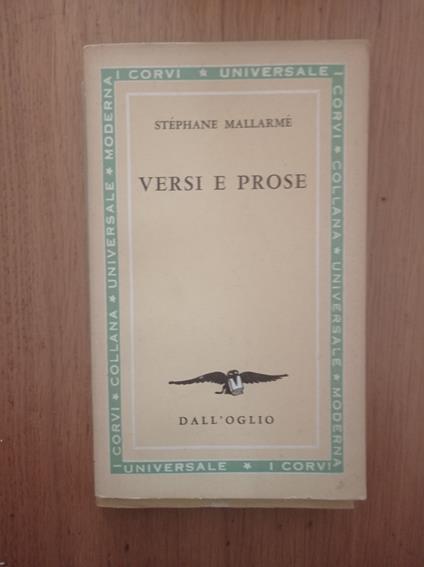 I CORVI ★ UNIVERSALE
I CORVI ★ COLLANA ★ UNIVERSALE ★ MODERNA
I CORVI ★ COLLANA ★ UNIVERSALE ★ MODERNA
STÉPHANE MALLARMÉ
VERSI E PROSE
DALL'OGLIO
UNIVERSALE ★ I CORVI